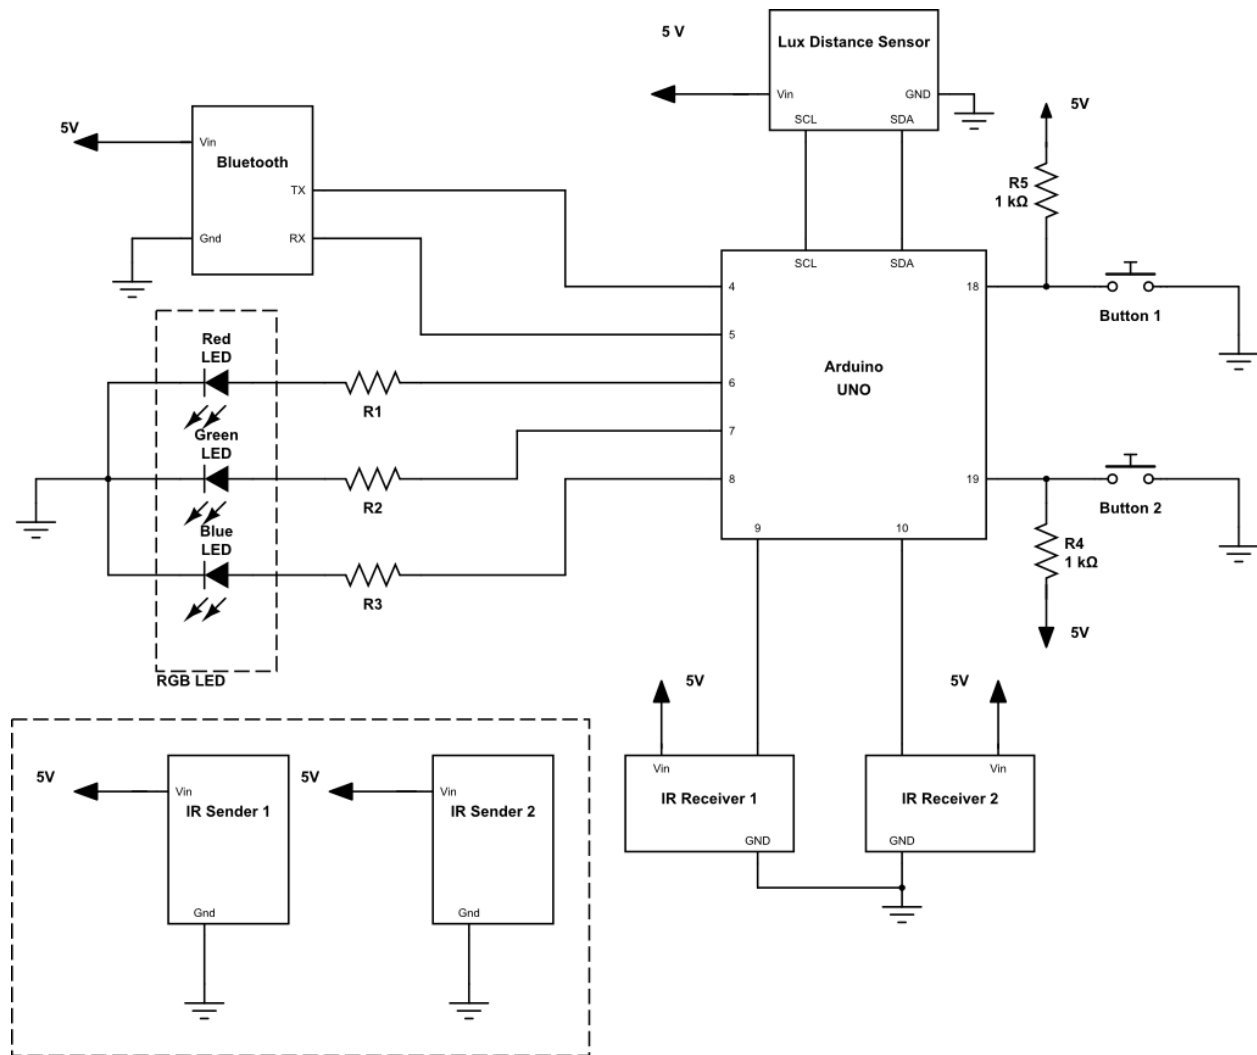 5 V
Lux Distance Sensor
Vin
GND
SCL
SDA
5V
Vin
Bluetooth
TX
Gnd
RX
5V
R5
1 kΩ
SCL
SDA
4
5
6
7
8
9
10
18
19
Arduino
UNO
Button 1
Button 2
R4
1 kΩ
5V
Red
LED
R1
Green
LED
R2
Blue
LED
R3
RGB LED
5V
Vin
IR Sender 1
Gnd
5V
Vin
IR Sender 2
Gnd
5V
Vin
IR Receiver 1
GND
5V
Vin
IR Receiver 2
GND